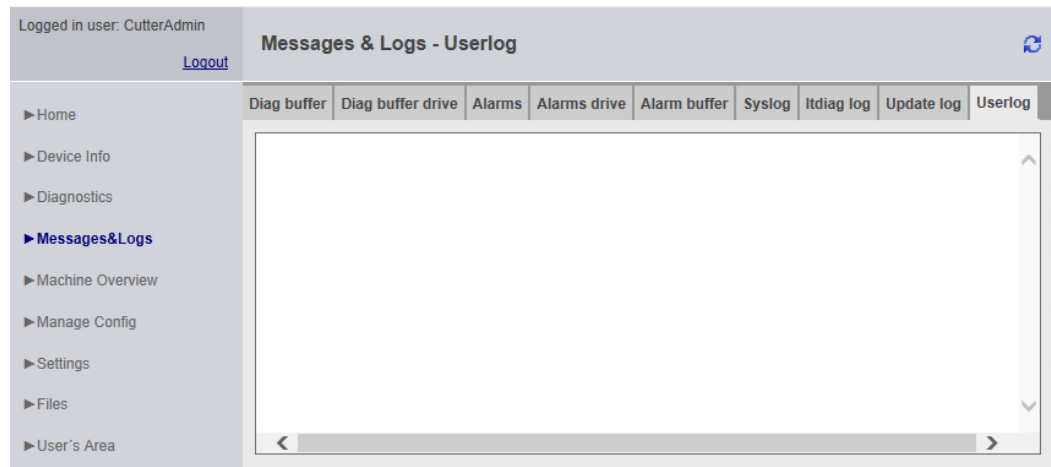 Logged in user: CutterAdmin
Logout
Messages & Logs - Userlog
Diag buffer Diag buffer drive Alarms Alarms drive Alarm buffer Syslog Itdiag log Update log Userlog
►Home
►Device Info
►Diagnostics
►Messages&Logs
►Machine Overview
►Manage Config
►Settings
►Files
►User´s Area